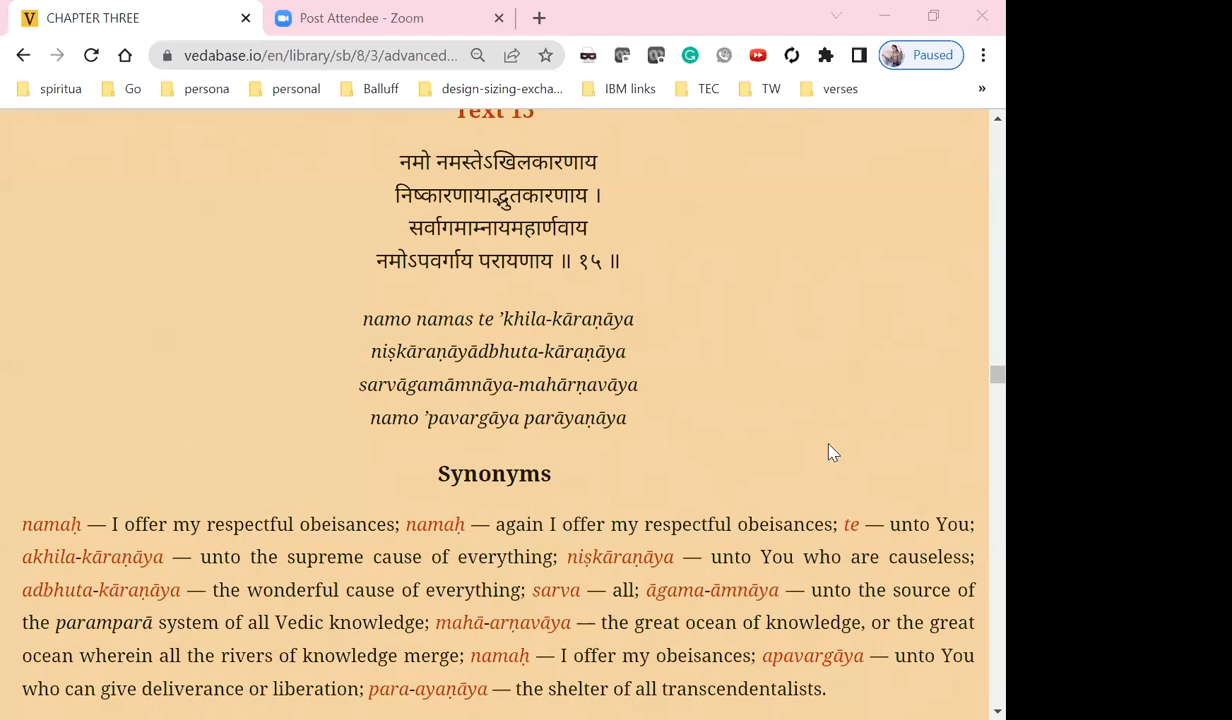 CHAPTER THREE
Post Attendee - Zoom
vedabase.io/en/library/sb/8/3/advanced...
Paused
spiritua
Go
persona
personal
Balluff
design-sizing-excha...
IBM links
TEC
TW
verses
»
Text 15
नमो नमस्तेऽखिलकारणाय
निष्कारणायाद्भुतकारणाय ।
सर्वागमाम्नायमहार्णवाय
नमोऽपवर्गाय परायणाय ॥ १५ ॥
namo namas te ’khila-kāraṇāya
niṣkāraṇāyādbhuta-kāraṇāya
sarvāgamāmnāya-mahārṇavāya
namo ’pavargāya parāyaṇāya
Synonyms
namaḥ — I offer my respectful obeisances; namaḥ — again I offer my respectful obeisances; te — unto You;
akhila-kāraṇāya — unto the supreme cause of everything; niṣkāraṇāya — unto You who are causeless;
adbhuta-kāraṇāya — the wonderful cause of everything; sarva — all; āgama-āmnāya — unto the source of
the paramparā system of all Vedic knowledge; mahā-arṇavāya — the great ocean of knowledge, or the great
ocean wherein all the rivers of knowledge merge; namaḥ — I offer my obeisances; apavargāya — unto You
who can give deliverance or liberation; para-ayaṇāya — the shelter of all transcendentalists.